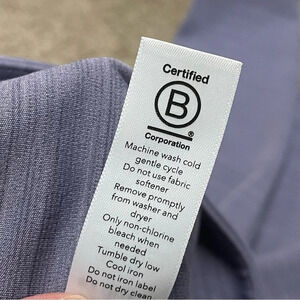 Certified
B
®
Corporation
Machine wash cold
gentle cycle
Do not use fabric
softener
Remove promptly
from washer and
dryer
Only non-chlorine
bleach when
needed
Tumble dry low
Cool iron
Do not iron label
Do not dry clean